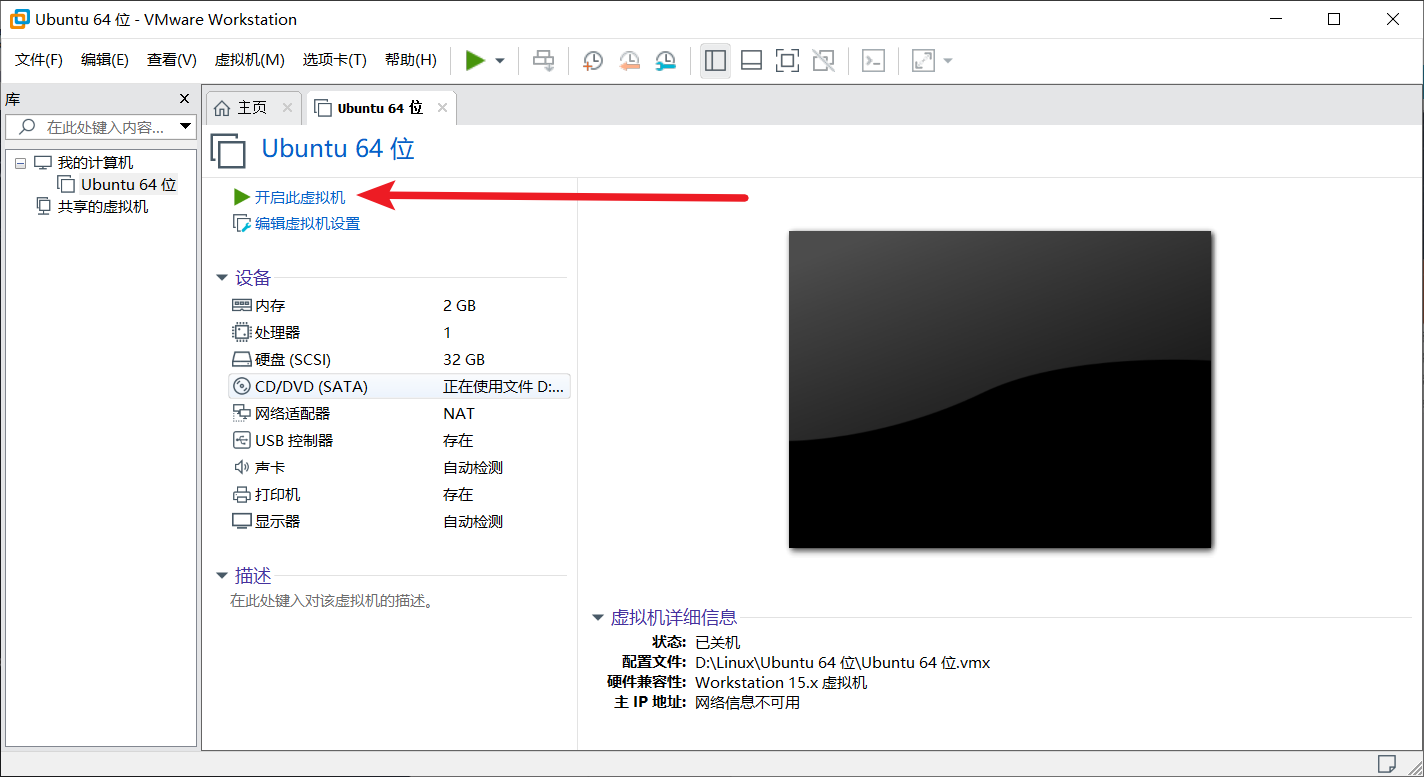 Ubuntu 64 位 - VMware Workstation
文件(F) 编辑(E) 查看(V) 虚拟机(M) 选项卡(T) 帮助(H)
库
在此处键入内容...
我的计算机
Ubuntu 64 位
共享的虚拟机
主页
Ubuntu 64 位
Ubuntu 64 位
开启此虚拟机
编辑虚拟机设置
设备
内存 2 GB
处理器 1
硬盘 (SCSI) 32 GB
CD/DVD (SATA) 正在使用文件 D:...
网络适配器 NAT
USB 控制器 存在
声卡 自动检测
打印机 存在
显示器 自动检测
描述
在此处键入对该虚拟机的描述。
虚拟机详细信息
状态: 已关机
配置文件: D:\Linux\Ubuntu 64 位\Ubuntu 64 位.vmx
硬件兼容性: Workstation 15.x 虚拟机
主 IP 地址: 网络信息不可用